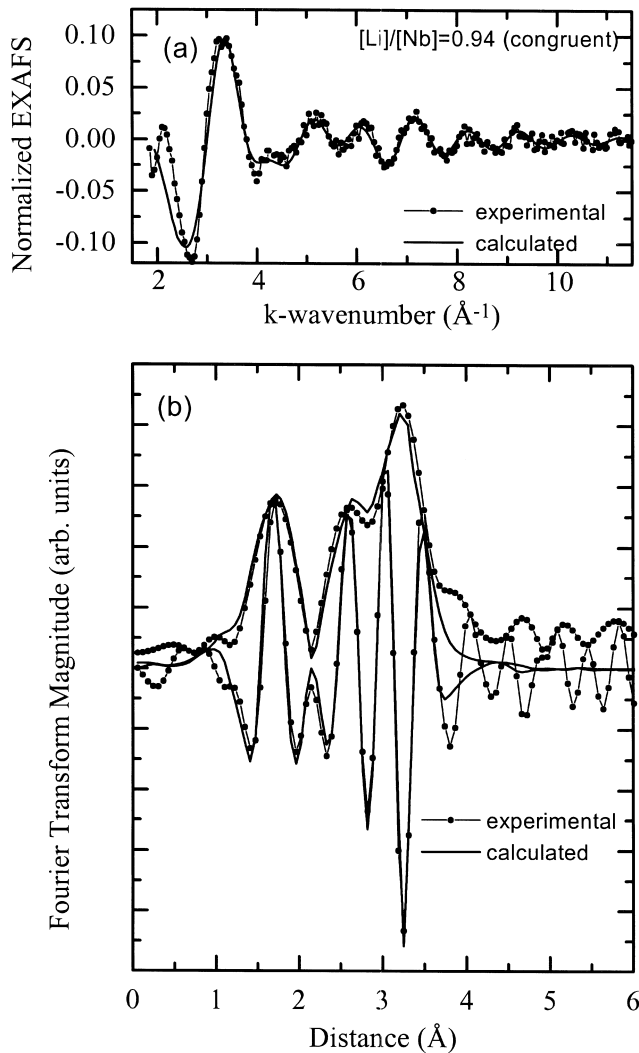 0.10
0.05
0.00
-0.05
-0.10
Normalized EXAFS
(a)
[Li]/[Nb]=0.94 (congruent)
experimental
calculated
2 4 6 8 10
k-wavenumber (Å-1)
(b)
Fourier Transform Magnitude (arb. units)
experimental
calculated
0 1 2 3 4 5 6
Distance (Å)